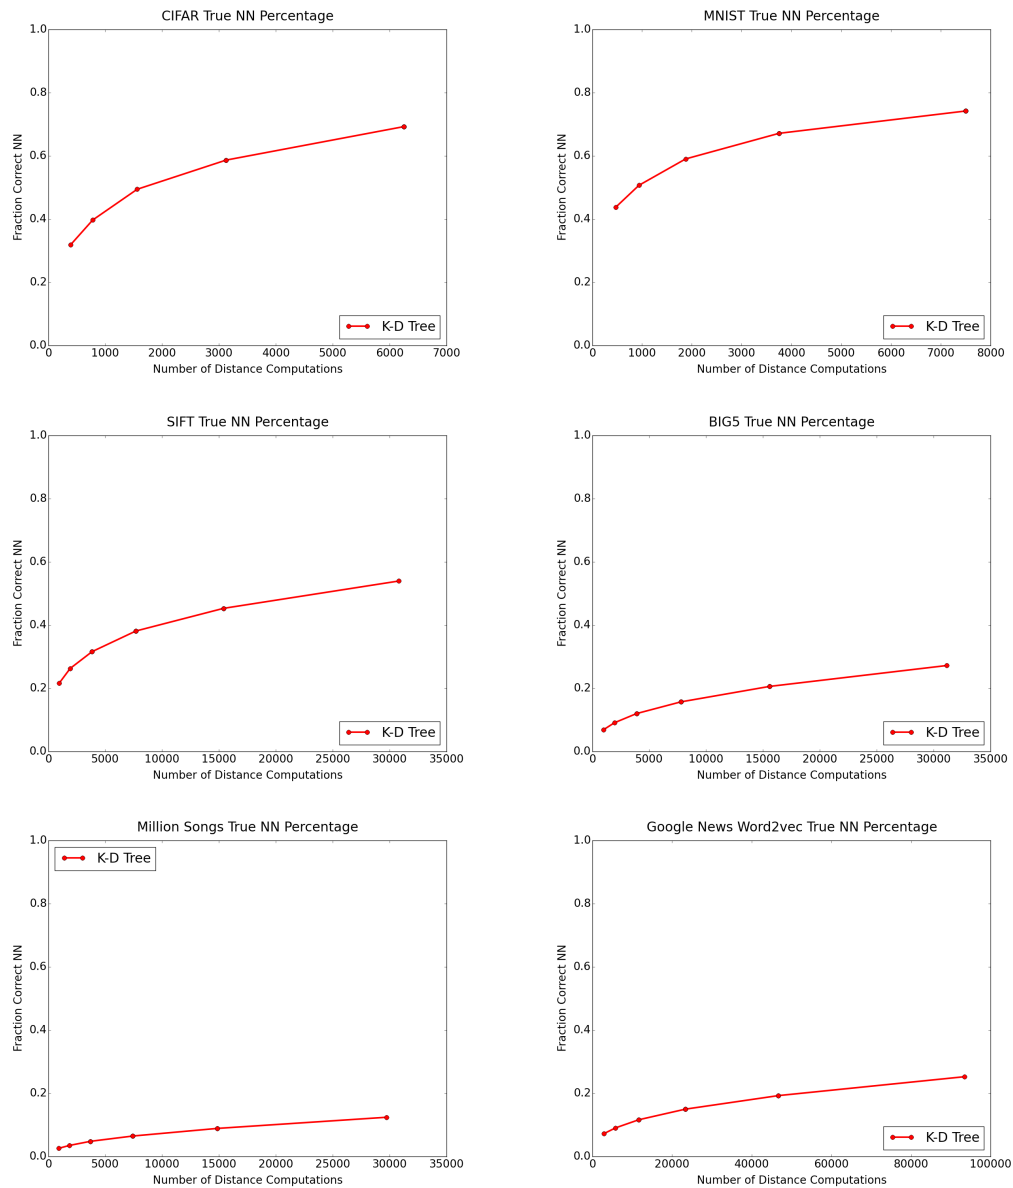 CIFAR True NN Percentage
1.0
0.8
0.6
0.4
0.2
0.0
Fraction Correct NN
K-D Tree
0 1000 2000 3000 4000 5000 6000 7000
Number of Distance Computations
MNIST True NN Percentage
1.0
0.8
0.6
0.4
0.2
0.0
Fraction Correct NN
K-D Tree
0 1000 2000 3000 4000 5000 6000 7000 8000
Number of Distance Computations
SIFT True NN Percentage
1.0
0.8
0.6
0.4
0.2
0.0
Fraction Correct NN
K-D Tree
0 5000 10000 15000 20000 25000 30000 35000
Number of Distance Computations
BIG5 True NN Percentage
1.0
0.8
0.6
0.4
0.2
0.0
Fraction Correct NN
K-D Tree
0 5000 10000 15000 20000 25000 30000 35000
Number of Distance Computations
Million Songs True NN Percentage
1.0
0.8
0.6
0.4
0.2
0.0
Fraction Correct NN
K-D Tree
0 5000 10000 15000 20000 25000 30000 35000
Number of Distance Computations
Google News Word2vec True NN Percentage
1.0
0.8
0.6
0.4
0.2
0.0
Fraction Correct NN
K-D Tree
0 20000 40000 60000 80000 100000
Number of Distance Computations